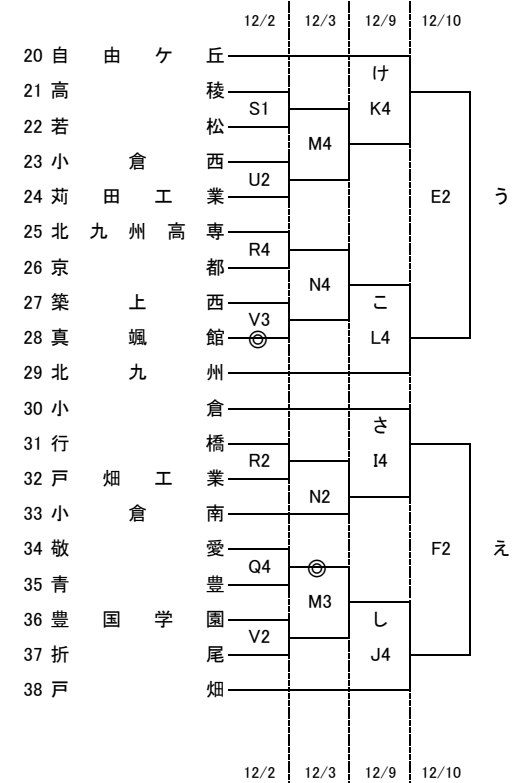 12/2 12/3 12/9 12/10
20 自由ケ丘
け
21 高稜
S1 K4
22 若松
M4
23 小倉西
U2
24 苅田工業 E2 う
25 北九州高専
R4
26 京都
N4
27 築上西 こ
V3
28 真颯館 ◎ L4
29 北九州
30 小倉
さ
31 行橋
R2 I4
32 戸畑工業
N2
33 小倉南
34 敬愛 F2 え
Q4 ◎
35 青豊
M3
36 豊国学園 し
V2
37 折尾 J4
38 戸畑
12/2 12/3 12/9 12/10